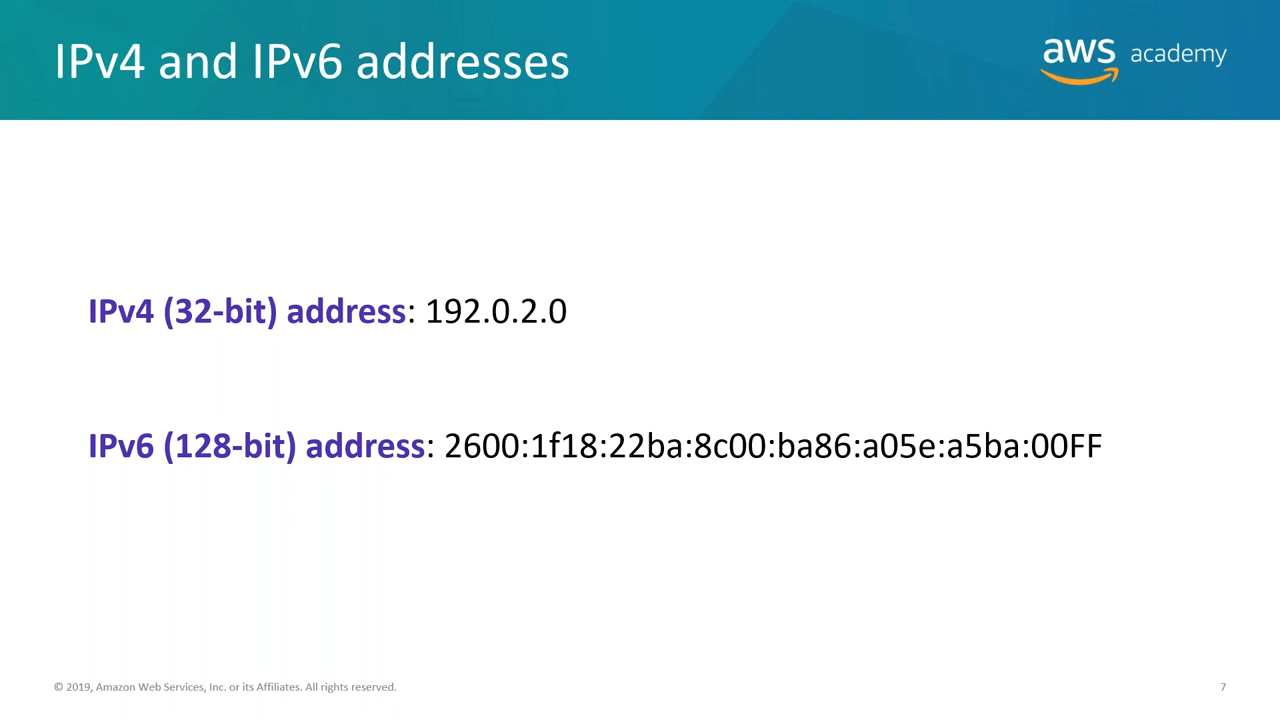 IPv4 and IPv6 addresses
aws academy
IPv4 (32-bit) address: 192.0.2.0
IPv6 (128-bit) address: 2600:1f18:22ba:8c00:ba86:a05e:a5ba:00FF
© 2019, Amazon Web Services, Inc. or its Affiliates. All rights reserved.
7